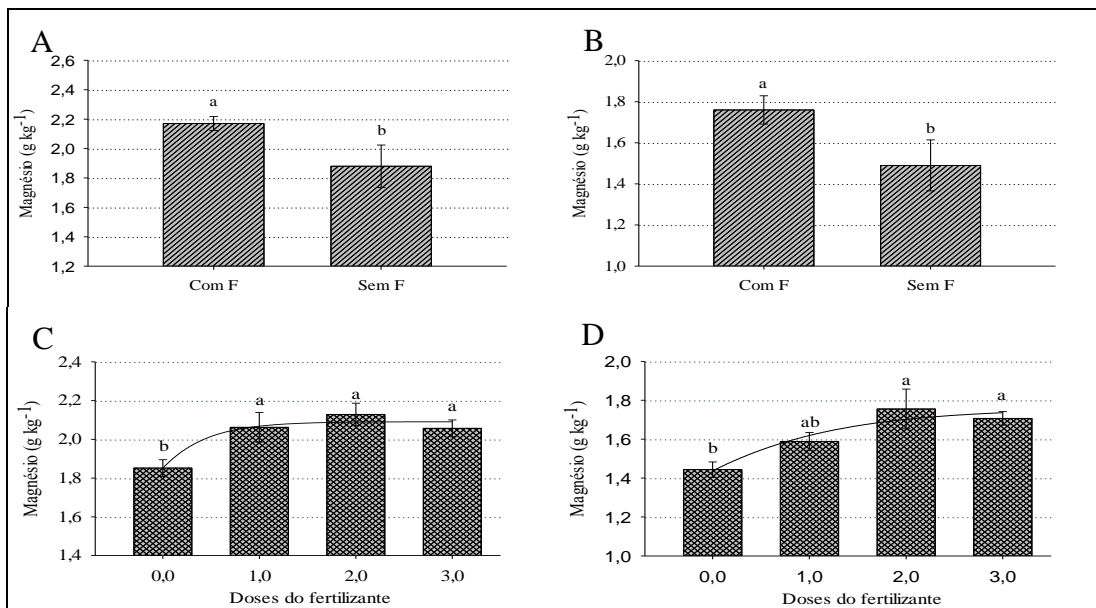 A
Magnésio (g kg-1)
2,6
2,4
2,2
2,0
1,8
1,6
1,4
1,2
a
b
Com F
Sem F
B
Magnésio (g kg-1)
2,0
1,8
1,6
1,4
1,2
1,0
a
b
Com F
Sem F
C
Magnésio (g kg-1)
2,4
2,2
2,0
1,8
1,6
1,4
b
a
a
a
0,0 1,0 2,0 3,0
Doses do fertilizante
D
Magnésio (g kg-1)
2,0
1,8
1,6
1,4
1,2
1,0
b
ab
a
a
0,0 1,0 2,0 3,0
Doses do fertilizante